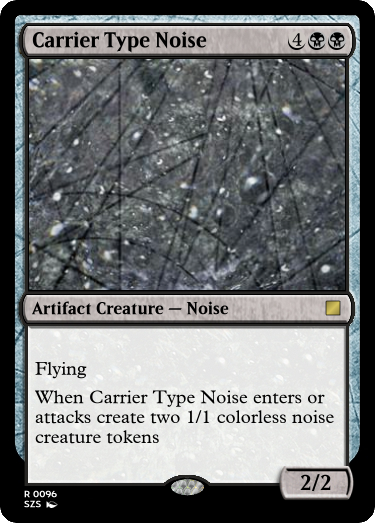 Carrier Type Noise 4
Artifact Creature — Noise
Flying
When Carrier Type Noise enters or
attacks create two 1/1 colorless noise
creature tokens
2/2
R 0096
SZS